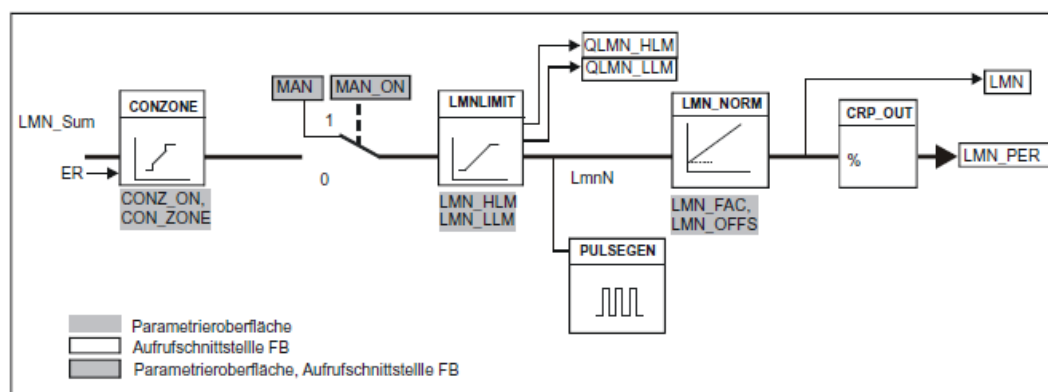 QLMN_HLM
QLMN_LLM
MAN
MAN_ON
LMN
CONZONE
LMNLIMIT
LMN_NORM
CRP_OUT
LMN_Sum
1
ER
0
LmnN
%
LMN_PER
CONZ_ON,
CON_ZONE
LMN_HLM
LMN_LLM
LMN_FAC,
LMN_OFFS
PULSEGEN
Parametrieroberfläche
Aufrufschnittstellle FB
Parametrieroberfläche, Aufrufschnittstellle FB